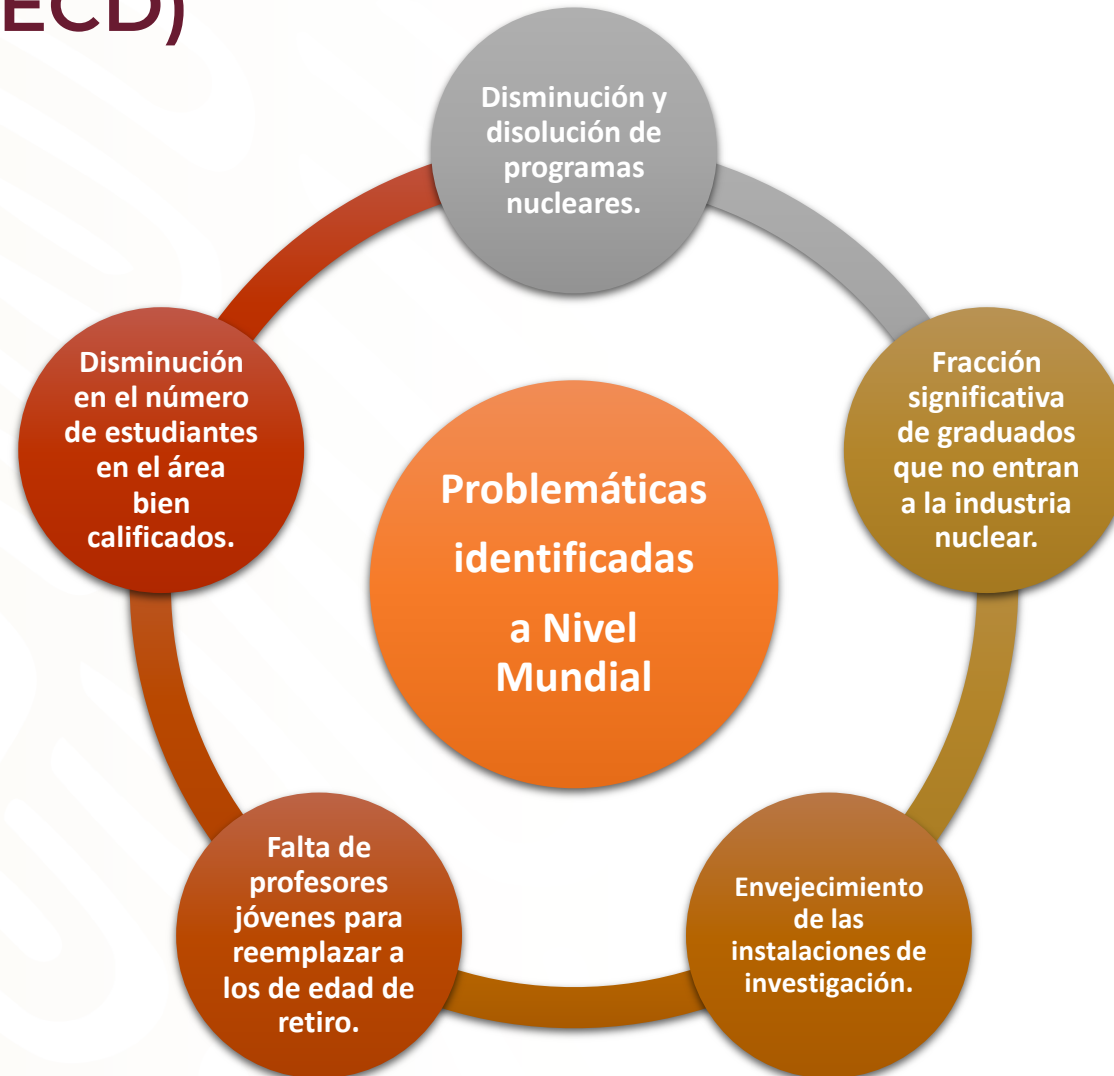 ECD)
Disminución y
disolución de
programas
nucleares.
Fracción
significativa
de graduados
que no entran
a la industria
nuclear.
Envejecimiento
de las
instalaciones de
investigación.
Falta de
profesores
jóvenes para
reemplazar a
los de edad de
retiro.
Disminución
en el número
de estudiantes
en el área
bien
calificados.
Problemáticas
identificadas
a Nivel
Mundial